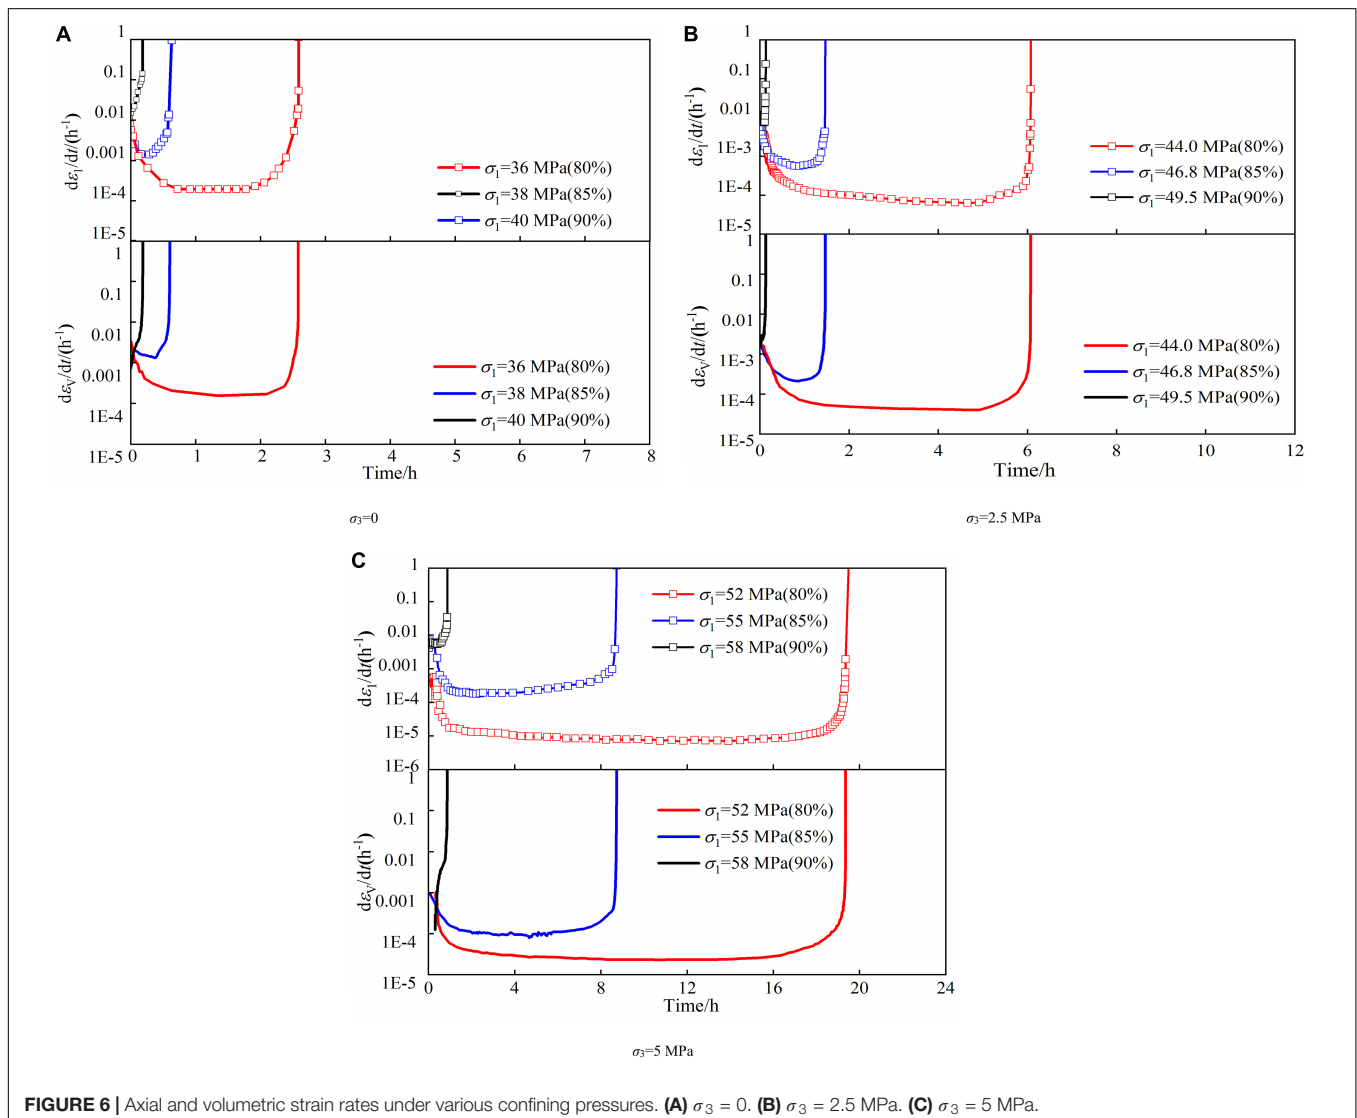 A
1
0.1
0.01
0.001
1E-4
1E-5
dε₁/dt/(h⁻¹)
σ₁=36 MPa(80%)
σ₁=38 MPa(85%)
σ₁=40 MPa(90%)
1
0.1
0.01
0.001
1E-4
1E-5
dεᵥ/dt/(h⁻¹)
σ₁=36 MPa(80%)
σ₁=38 MPa(85%)
σ₁=40 MPa(90%)
0 1 2 3 4 5 6 7 8
Time/h
σ₃=0
B
1
0.1
0.01
1E-3
1E-4
1E-5
dε₁/dt/(h⁻¹)
σ₁=44.0 MPa(80%)
σ₁=46.8 MPa(85%)
σ₁=49.5 MPa(90%)
1
0.1
0.01
1E-3
1E-4
1E-5
dεᵥ/dt/(h⁻¹)
σ₁=44.0 MPa(80%)
σ₁=46.8 MPa(85%)
σ₁=49.5 MPa(90%)
0 2 4 6 8 10 12
Time/h
σ₃=2.5 MPa
C
1
0.1
0.01
0.001
1E-4
1E-5
1E-6
dε₁/dt/(h⁻¹)
σ₁=52 MPa(80%)
σ₁=55 MPa(85%)
σ₁=58 MPa(90%)
1
0.1
0.01
0.001
1E-4
1E-5
dεᵥ/dt/(h⁻¹)
σ₁=52 MPa(80%)
σ₁=55 MPa(85%)
σ₁=58 MPa(90%)
0 4 8 12 16 20 24
Time/h
σ₃=5 MPa
FIGURE 6 | Axial and volumetric strain rates under various confining pressures. (A) σ₃ = 0. (B) σ₃ = 2.5 MPa. (C) σ₃ = 5 MPa.